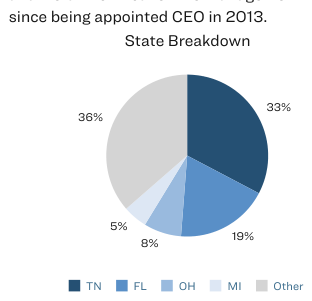 since being appointed CEO in 2013.
State Breakdown
33%
36%
5%
8%
19%
TN FL OH MI Other